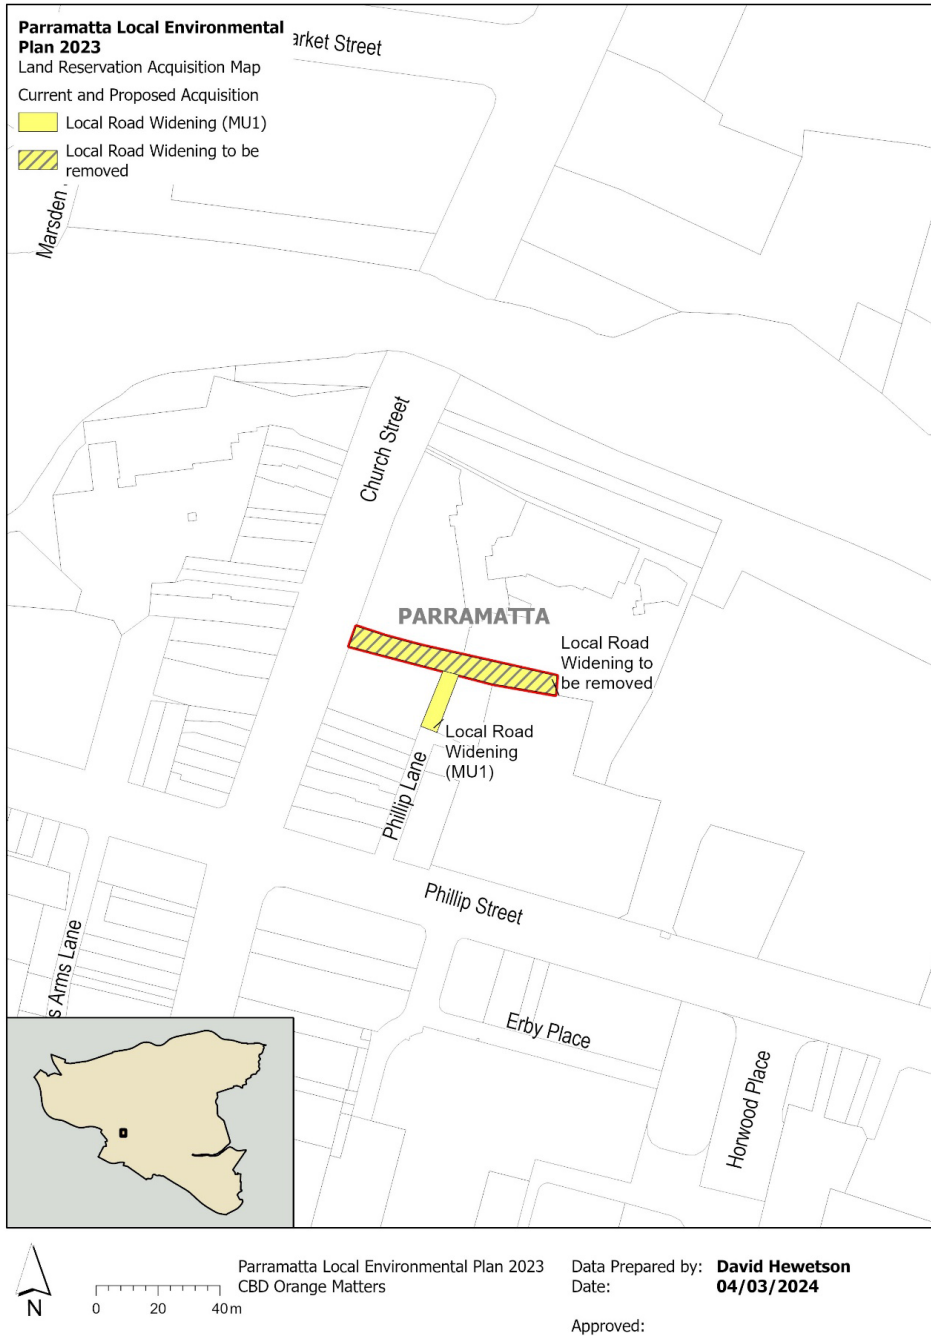 Parramatta Local Environmental
Plan 2023
Land Reservation Acquisition Map
Current and Proposed Acquisition
Local Road Widening (MU1)
Local Road Widening to be
removed
arket Street
Marsden
Church Street
PARRAMATTA
Local Road
Widening to
be removed
Local Road
Widening
(MU1)
Phillip Lane
Phillip Street
s Arms Lane
Erby Place
Horwood Place
N
0 20 40 m
Parramatta Local Environmental Plan 2023
CBD Orange Matters
Data Prepared by: David Hewetson
Date: 04/03/2024
Approved: